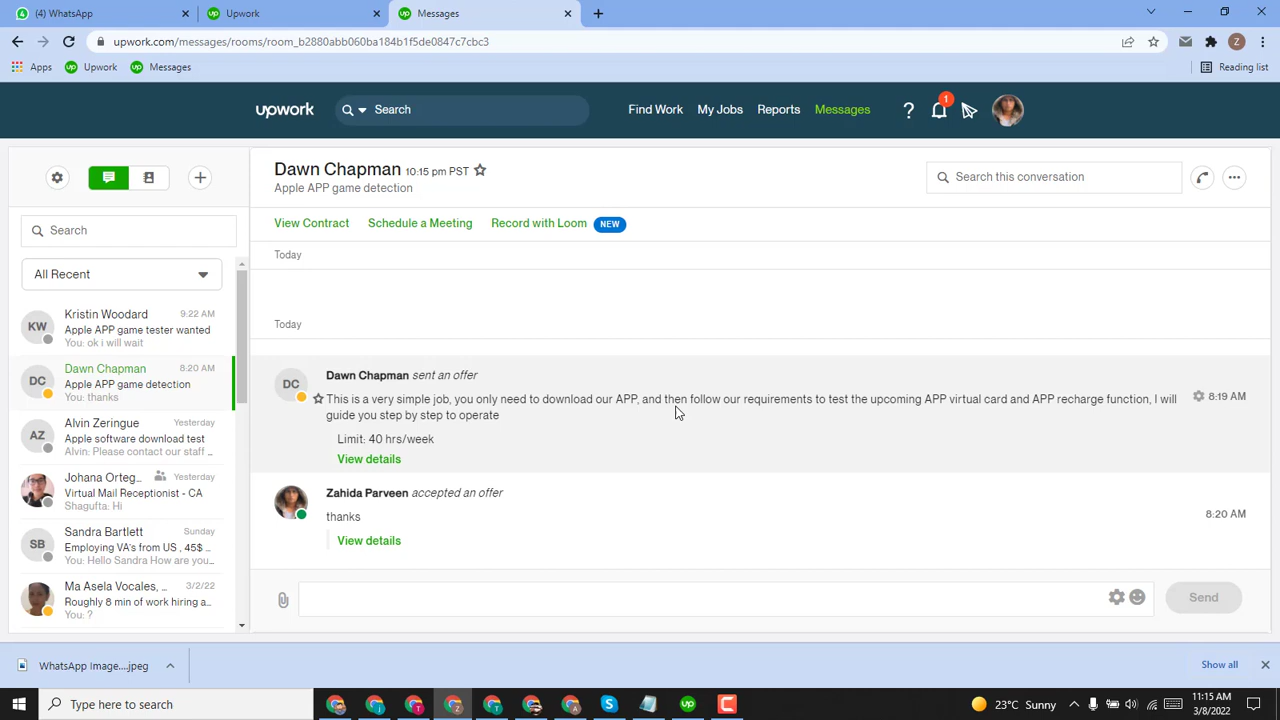 (4) WhatsApp
Upwork
Messages
upwork.com/messages/rooms/room_b2880abb060ba184b1f5de0847c7cbc3
Z
Apps
Upwork
Messages
Reading list
upwork
Search
Find Work
My Jobs
Reports
Messages
?
1
Dawn Chapman 10:15 pm PST
Apple APP game detection
Search this conversation
View Contract
Schedule a Meeting
Record with Loom NEW
Search
All Recent
KW
Kristin Woodard 9:22 AM
Apple APP game tester wanted
You: ok i will wait
DC
Dawn Chapman 8:20 AM
Apple APP game detection
You: thanks
AZ
Alvin Zeringue Yesterday
Apple software download test
Alvin: Please contact our staff ...
Johana Orteg... Yesterday
Virtual Mail Receptionist - CA
Shagufta: Hi
SB
Sandra Bartlett Sunday
Employing VA's from US , 45$ ...
You: Hello Sandra How are you...
Ma Asela Vocales, ... 3/2/22
Roughly 8 min of work hiring a...
You: ?
Today
Today
DC
Dawn Chapman sent an offer
This is a very simple job, you only need to download our APP, and then follow our requirements to test the upcoming APP virtual card and APP recharge function, I will
8:19 AM
guide you step by step to operate
Limit: 40 hrs/week
View details
Zahida Parveen accepted an offer
thanks
8:20 AM
View details
Send
WhatsApp Image....jpeg
Show all
Type here to search
23°C Sunny
11:15 AM
3/8/2022